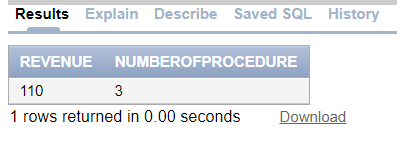 Results Explain Describe Saved SQL History
REVENUE NUMBEROFPROCEDURE
110 3
1 rows returned in 0.00 seconds Download